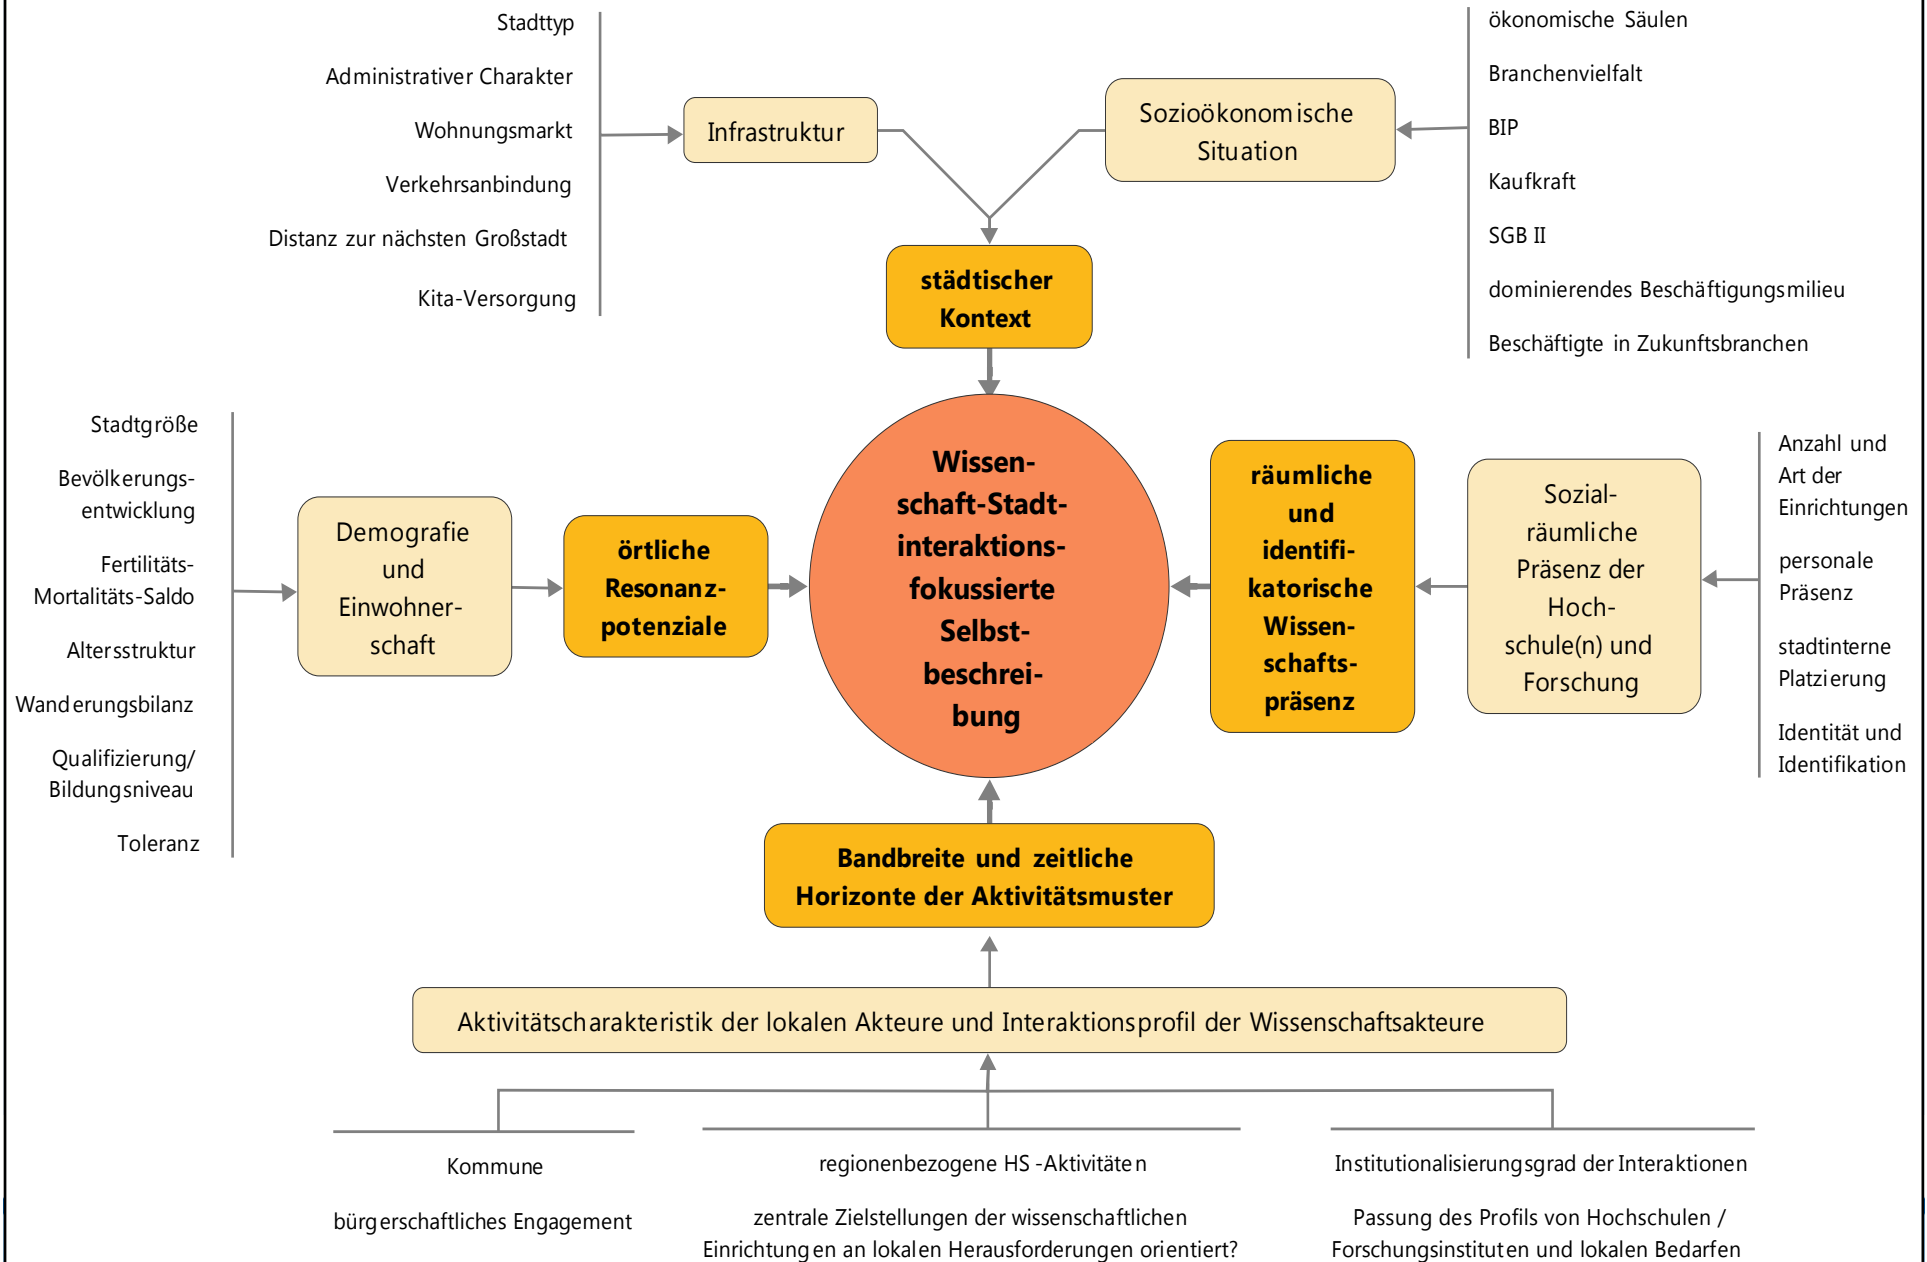 Stadttyp
Administrativer Charakter
Wohnungsmarkt
Verkehrsanbindung
Distanz zur nächsten Großstadt
Kita-Versorgung
Infrastruktur
Sozioökonomische
Situation
ökonomische Säulen
Branchenvielfalt
BIP
Kaufkraft
SGB II
dominierendes Beschäftigungsmilieu
Beschäftigte in Zukunftsbranchen
städtischer
Kontext
Stadtgröße
Bevölkerungs-
entwicklung
Fertilitäts-
Mortalitäts-Saldo
Altersstruktur
Wanderungsbilanz
Qualifizierung/
Bildungsniveau
Toleranz
Demografie
und
Einwohner-
schaft
örtliche
Resonanz-
potenziale
Wissen-
schaft-Stadt-
interaktions-
fokussierte
Selbst-
beschrei-
bung
räumliche
und
identifi-
katorische
Wissen-
schafts-
präsenz
Sozial-
räumliche
Präsenz der
Hoch-
schule(n) und
Forschung
Anzahl und
Art der
Einrichtungen
personale
Präsenz
stadtinterne
Platzierung
Identität und
Identifikation
Bandbreite und zeitliche
Horizonte der Aktivitätsmuster
Aktivitätscharakteristik der lokalen Akteure und Interaktionsprofil der Wissenschaftsakteure
Kommune
bürgerschaftliches Engagement
regionenbezogene HS -Aktivitäten
zentrale Zielstellungen der wissenschaftlichen
Einrichtungen an lokalen Herausforderungen orientiert?
Institutionalisierungsgrad der Interaktionen
Passung des Profils von Hochschulen /
Forschungsinstituten und lokalen Bedarfen